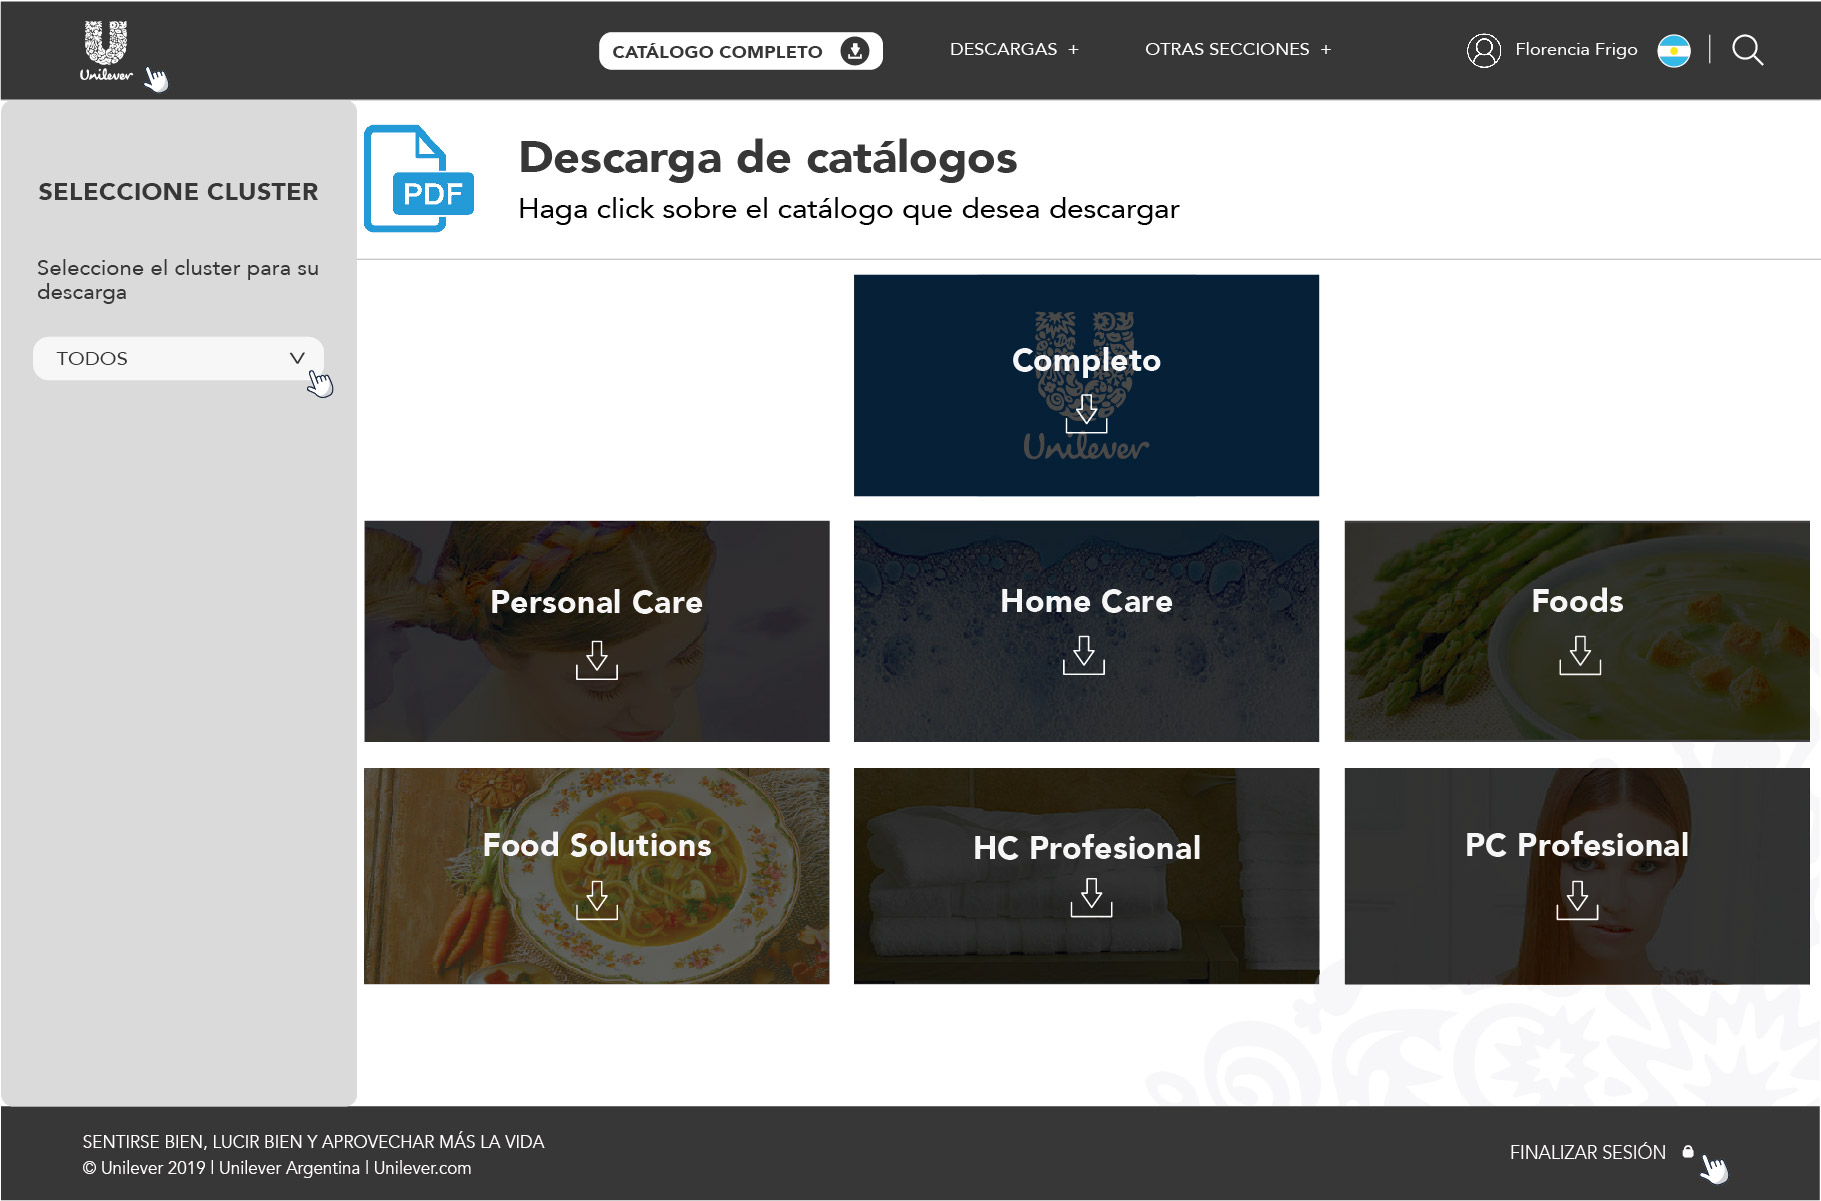 Unilever
CATÁLOGO COMPLETO
DESCARGAS +
OTRAS SECCIONES +
Florencia Frigo
SELECCIONE CLUSTER
Seleccione el cluster para su
descarga
TODOS
PDF
Descarga de catálogos
Haga click sobre el catálogo que desea descargar
Completo
Unilever
Personal Care
Home Care
Foods
Food Solutions
HC Profesional
PC Profesional
SENTIRSE BIEN, LUCIR BIEN Y APROVECHAR MÁS LA VIDA
© Unilever 2019 | Unilever Argentina | Unilever.com
FINALIZAR SESIÓN